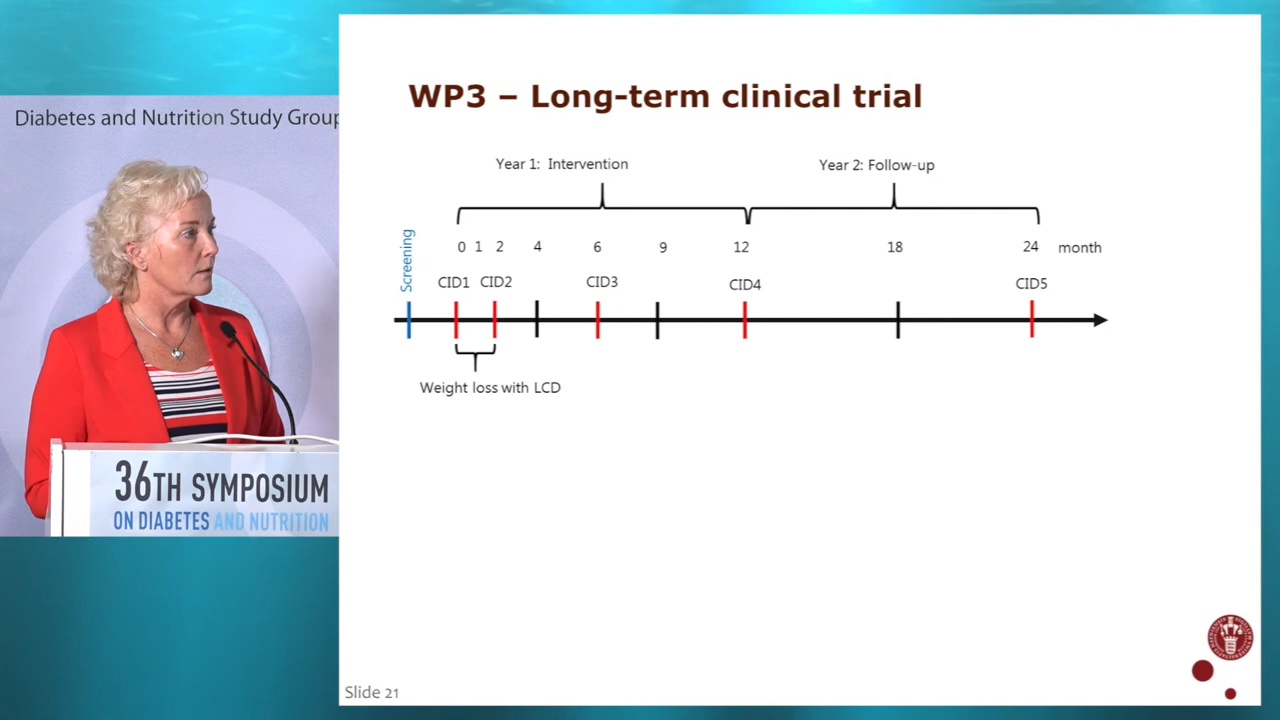 Diabetes and Nutrition Study Group
36TH SYMPOSIUM
ON DIABETES AND NUTRITION
WP3 – Long-term clinical trial
Year 1: Intervention
Year 2: Follow-up
Screening
0 1 2 4 6 9 12 18 24 month
CID1 CID2 CID3 CID4 CID5
Weight loss with LCD
Slide 21